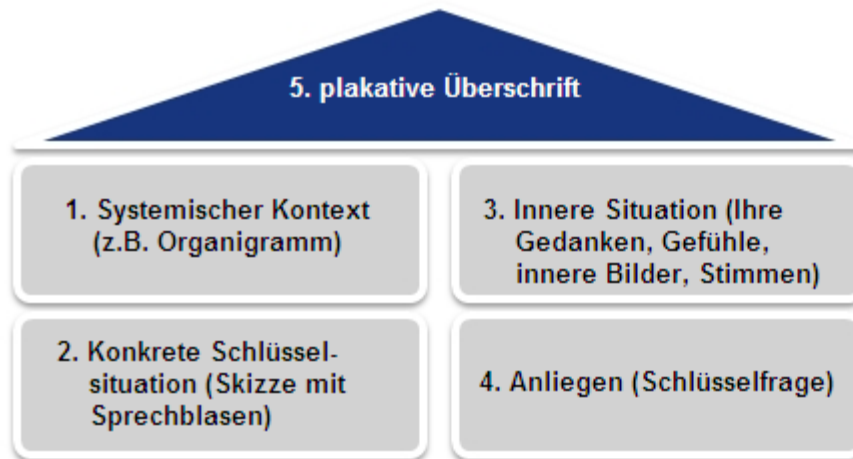 5. plakative Überschrift
1. Systemischer Kontext
(z.B. Organigramm)
2. Konkrete Schlüssel-
situation (Skizze mit
Sprechblasen)
3. Innere Situation (Ihre
Gedanken, Gefühle,
innere Bilder, Stimmen)
4. Anliegen (Schlüsselfrage)